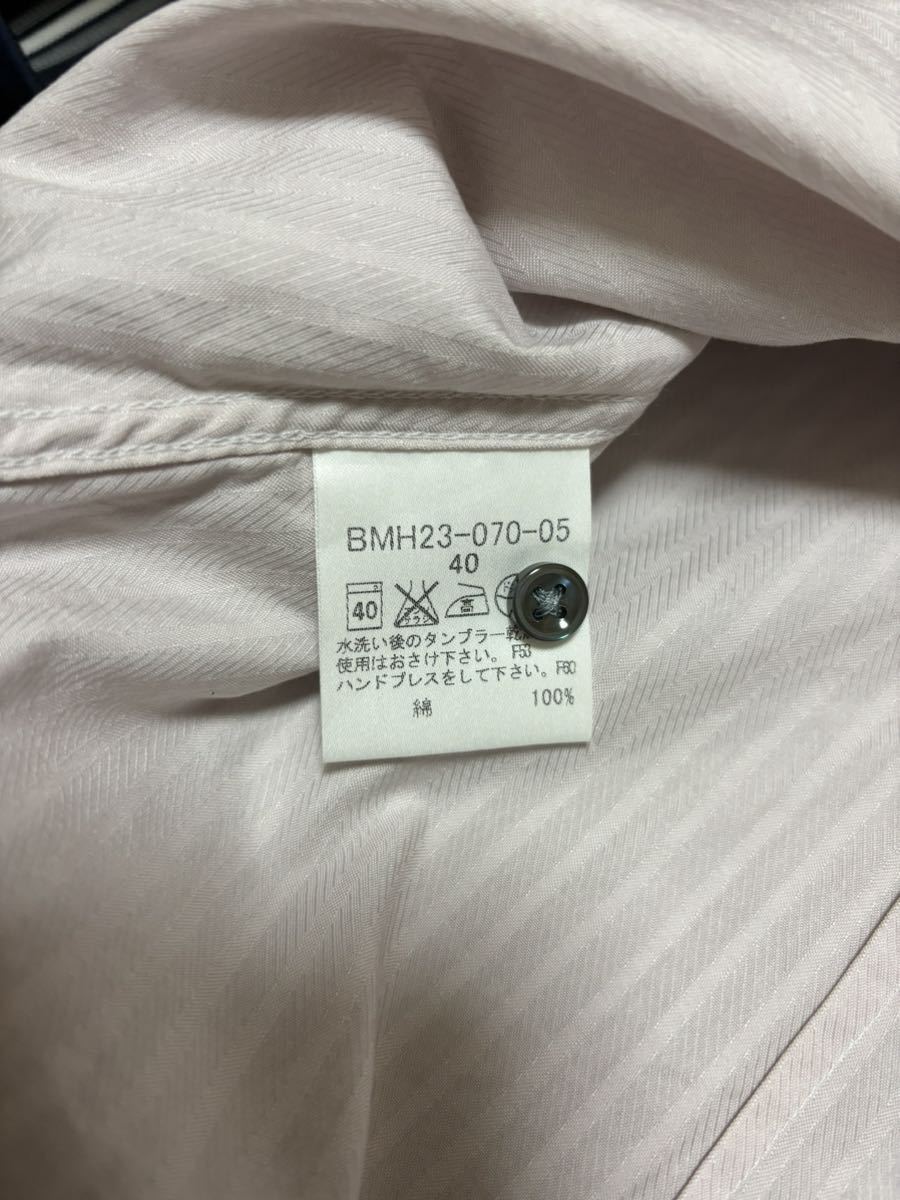 BMH23-070-05
40
40 高
水洗い後のタンブラー乾
使用はおさけ下さい。 F53
ハンドプレスをして下さい。 F60
綿 100%